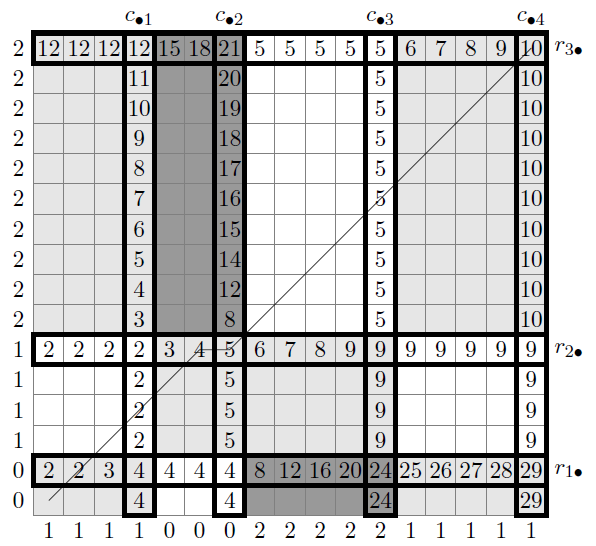 c•1 c•2 c•3 c•4
2 12 12 12 12 15 18 21 5 5 5 5 5 6 7 8 9 10 r3•
2 11 20 5 10
2 10 19 5 10
2 9 18 5 10
2 8 17 5 10
2 7 16 5 10
2 6 15 5 10
2 5 14 5 10
2 4 12 5 10
2 3 8 5 10
1 2 2 2 2 3 4 5 6 7 8 9 9 9 9 9 9 9 r2•
1 2 5 9 9
1 2 5 9 9
1 2 5 9 9
0 2 2 3 4 4 4 4 8 12 16 20 24 25 26 27 28 29 r1•
0 4 4 24 29
1 1 1 1 0 0 0 2 2 2 2 2 1 1 1 1 1